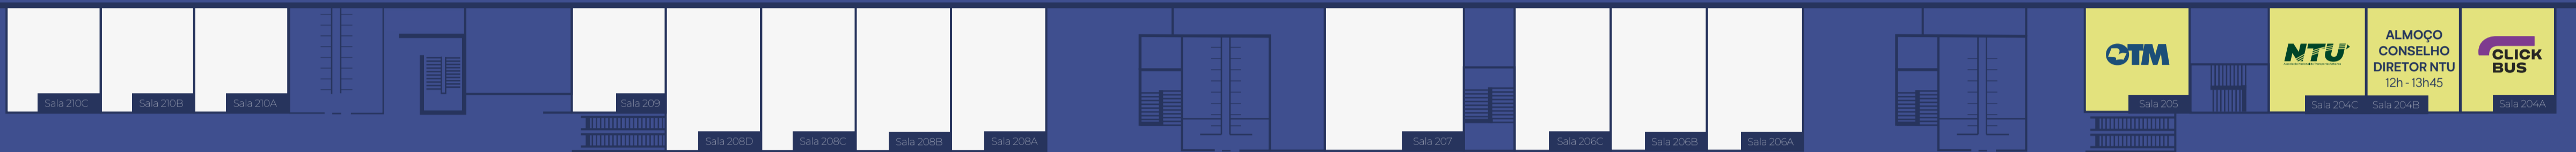 Sala 210C
Sala 210B
Sala 210A
Sala 209
Sala 208D
Sala 208C
Sala 208B
Sala 208A
Sala 207
Sala 206C
Sala 206B
Sala 206A
OTM
Sala 205
NTU
Sala 204C
ALMOÇO
CONSELHO
DIRETOR NTU
12h - 13h45
Sala 204B
CLICK
BUS
Sala 204A